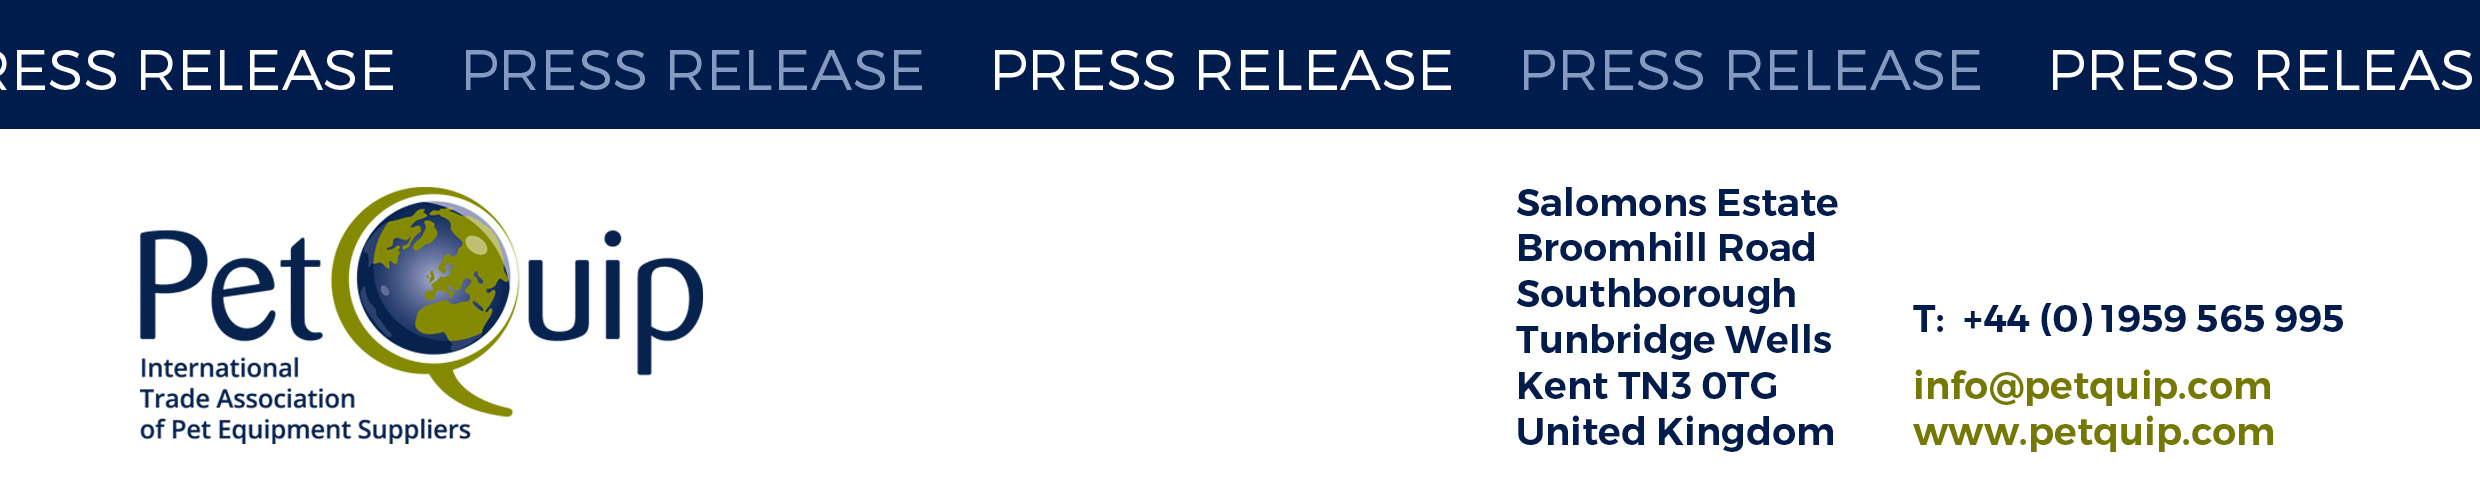 RESS RELEASE PRESS RELEASE PRESS RELEASE PRESS RELEASE PRESS RELEAS
PetQuip
International
Trade Association
of Pet Equipment Suppliers
Salomons Estate
Broomhill Road
Southborough
Tunbridge Wells
Kent TN3 0TG
United Kingdom
T: +44 (0) 1959 565 995
info@petquip.com
www.petquip.com